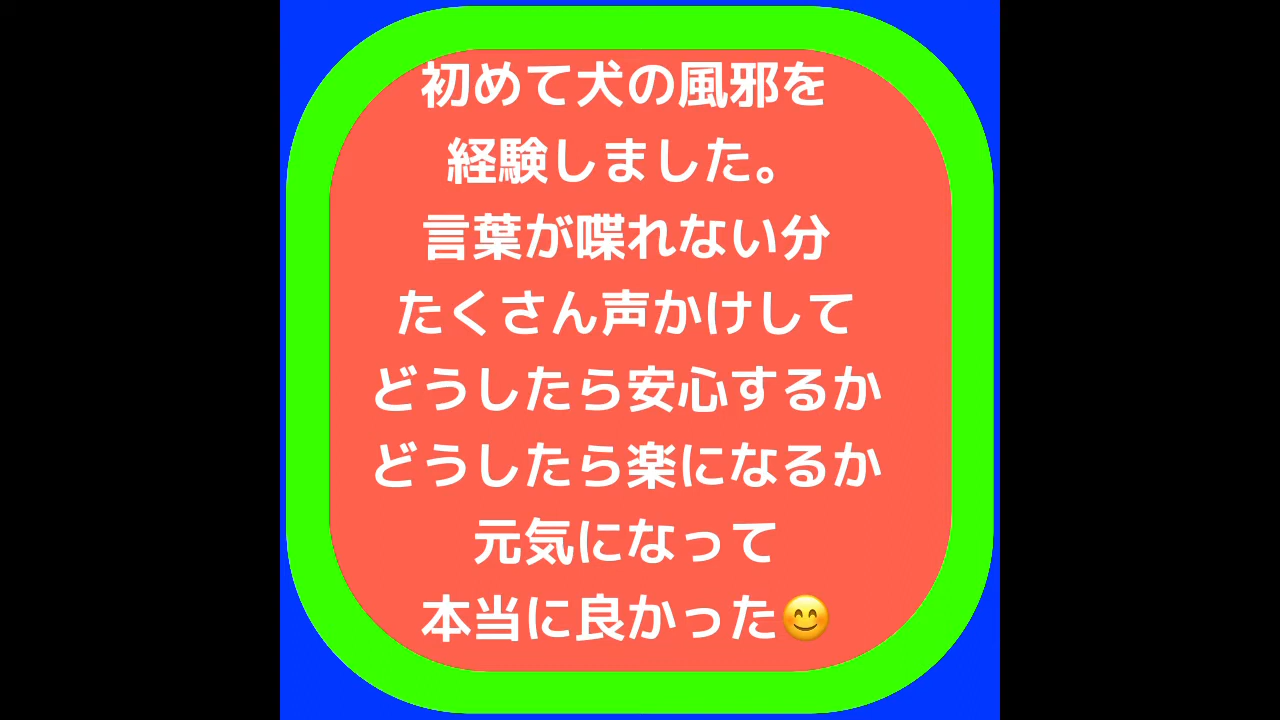 初めて犬の風邪を
経験しました。
言葉が喋れない分
たくさん声かけして
どうしたら安心するか
どうしたら楽になるか
元気になって
本当に良かった😊